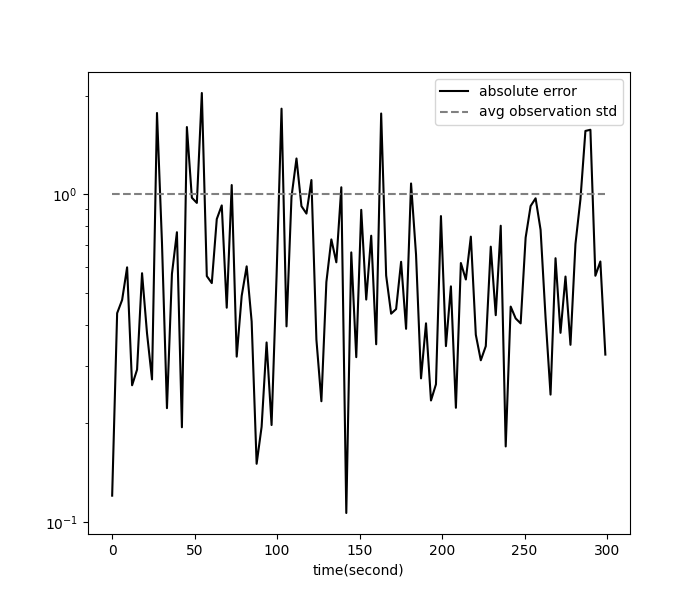 absolute error
avg observation std
10⁰
10⁻¹
0 50 100 150 200 250 300
time(second)